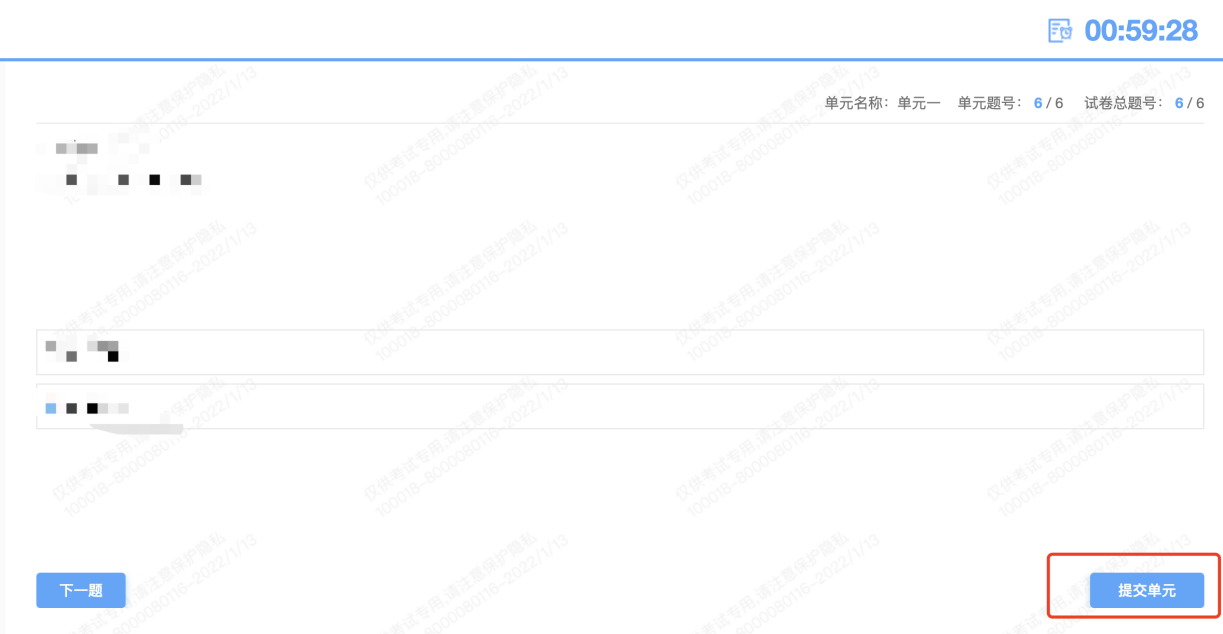 00:59:28
单元名称：单元一 单元题号：6 / 6 试卷总题号：6 / 6
仅供考试专用,请注意保护隐私
100018-8000080116-2022/1/13
下一题
提交单元